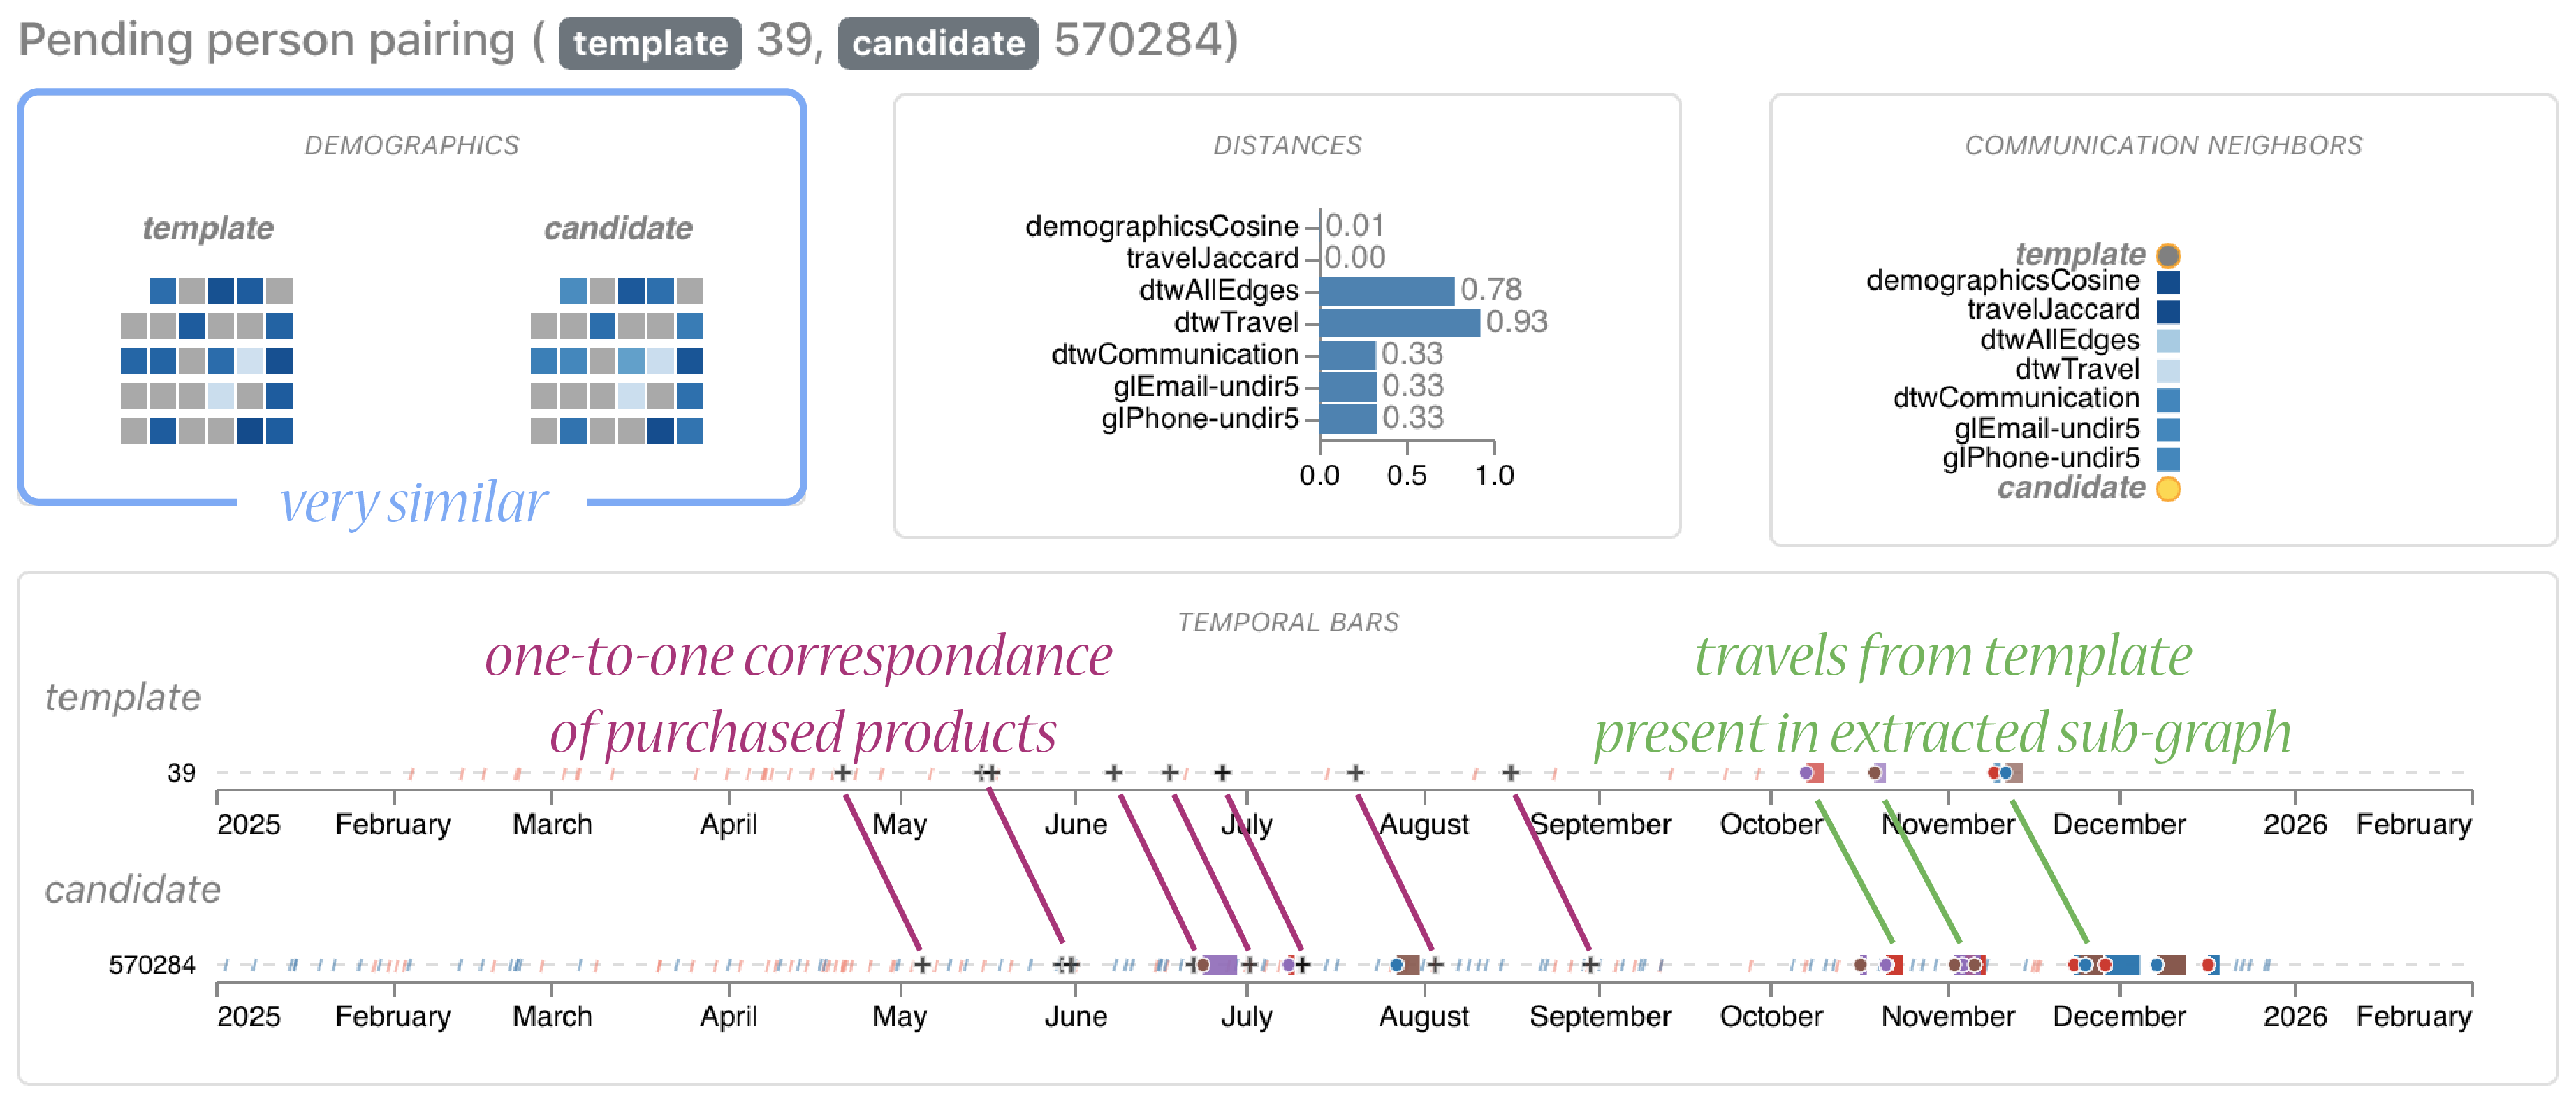 Pending person pairing ( template 39, candidate 570284)
DEMOGRAPHICS
template candidate
very similar
DISTANCES
demographicsCosine 0.01
travelJaccard 0.00
dtwAllEdges 0.78
dtwTravel 0.93
dtwCommunication 0.33
glEmail-undir5 0.33
glPhone-undir5 0.33
0.0 0.5 1.0
COMMUNICATION NEIGHBORS
template
demographicsCosine
travelJaccard
dtwAllEdges
dtwTravel
dtwCommunication
glEmail-undir5
glPhone-undir5
candidate
TEMPORAL BARS
one-to-one correspondance
of purchased products
travels from template
present in extracted sub-graph
template
39
2025 February March April May June July August September October November December 2026 February
candidate
570284
2025 February March April May June July August September October November December 2026 February